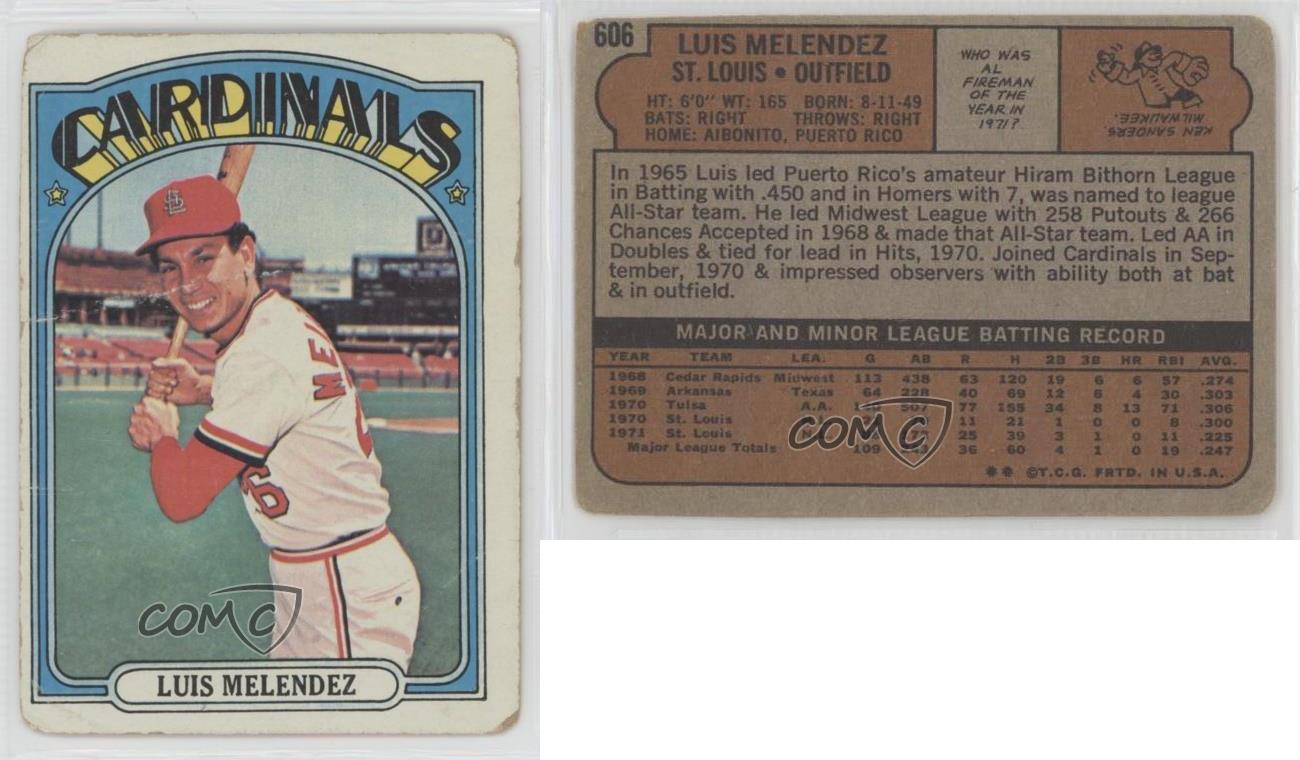 CARDINALS
STL
MEL
6
COMC
LUIS MELENDEZ
606
LUIS MELENDEZ
ST. LOUIS • OUTFIELD
HT: 6'0" WT: 165 BORN: 8-11-49
BATS: RIGHT THROWS: RIGHT
HOME: AIBONITO, PUERTO RICO
WHO WAS
AL
FIREMAN
OF THE
YEAR IN
1971?
KEN SANDERS,
MILWAUKEE.
In 1965 Luis led Puerto Rico's amateur Hiram Bithorn League
in Batting with .450 and in Homers with 7, was named to league
All-Star team. He led Midwest League with 258 Putouts & 266
Chances Accepted in 1968 & made that All-Star team. Led AA in
Doubles & tied for lead in Hits, 1970. Joined Cardinals in Sep-
tember, 1970 & impressed observers with ability both at bat
& in outfield.
MAJOR AND MINOR LEAGUE BATTING RECORD
YEAR TEAM LEA. G AB R H 2B 3B HR RBI AVG.
1968 Cedar Rapids Midwest 113 438 63 120 19 6 6 57 .274
1969 Arkansas Texas 64 228 40 69 12 6 4 30 .303
1970 Tulsa A.A. 507 77 155 34 8 13 71 .306
1970 St. Louis 11 21 1 0 0 8 .300
1971 St. Louis 25 39 3 1 0 11 .225
Major League Totals 109 243 36 60 4 1 0 19 .247
** ©T.C.G. PRTD. IN U.S.A.
COMC